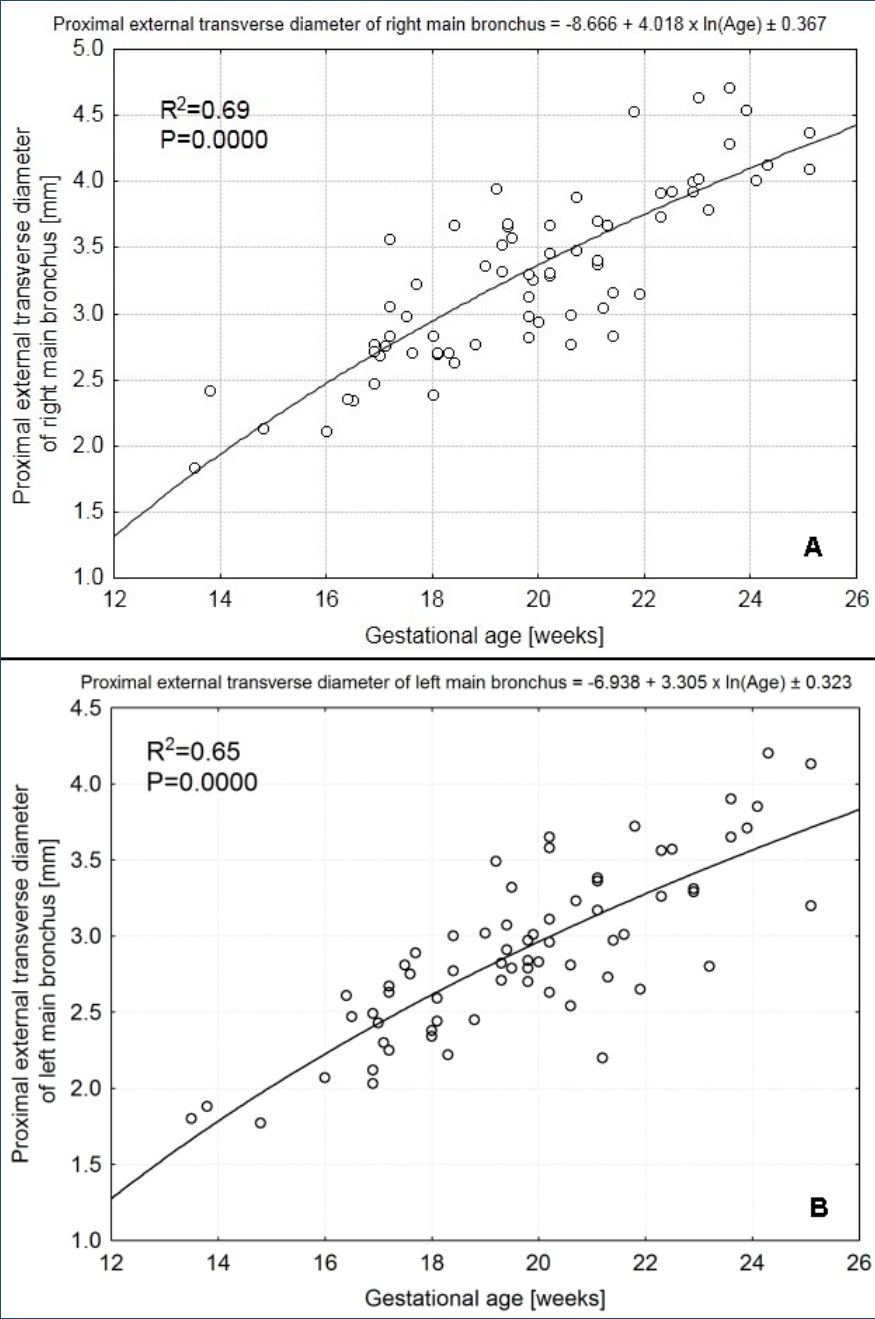 Proximal external transverse diameter of right main bronchus = -8.666 + 4.018 x ln(Age) ± 0.367
R²=0.69
P=0.0000
Proximal external transverse diameter
of right main bronchus [mm]
5.0
4.5
4.0
3.5
3.0
2.5
2.0
1.5
1.0
A
12 14 16 18 20 22 24 26
Gestational age [weeks]
Proximal external transverse diameter of left main bronchus = -6.938 + 3.305 x ln(Age) ± 0.323
R²=0.65
P=0.0000
Proximal external transverse diameter
of left main bronchus [mm]
4.5
4.0
3.5
3.0
2.5
2.0
1.5
1.0
B
12 14 16 18 20 22 24 26
Gestational age [weeks]